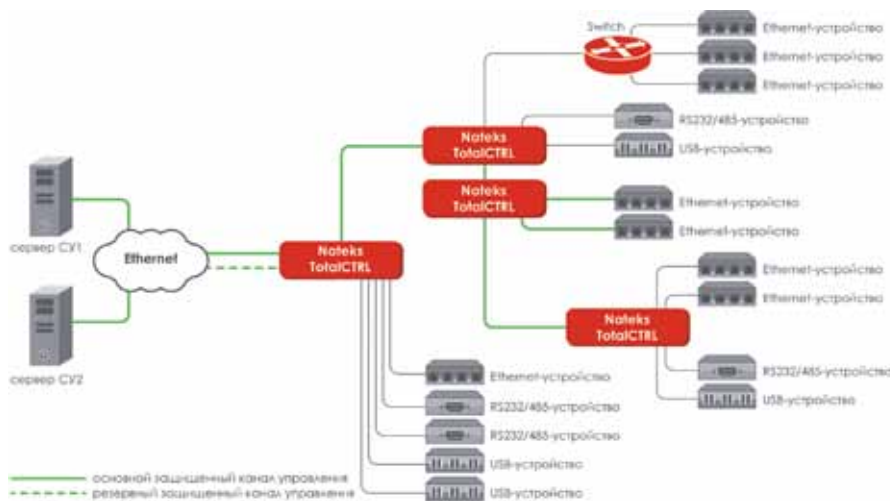 Switch
Ethernet-устройство
Ethernet-устройство
Ethernet-устройство
Nateks
TotalCTRL
RS232/485-устройство
USB-устройство
Nateks
TotalCTRL
Ethernet-устройство
Ethernet-устройство
сервер СУ1
Ethernet
Nateks
TotalCTRL
Ethernet-устройство
Ethernet-устройство
Nateks
TotalCTRL
сервер СУ2
RS232/485-устройство
USB-устройство
Ethernet-устройство
RS232/485-устройство
RS232/485-устройство
USB-устройство
USB-устройство
основной защищенный канал управления
резервный защищенный канал управления